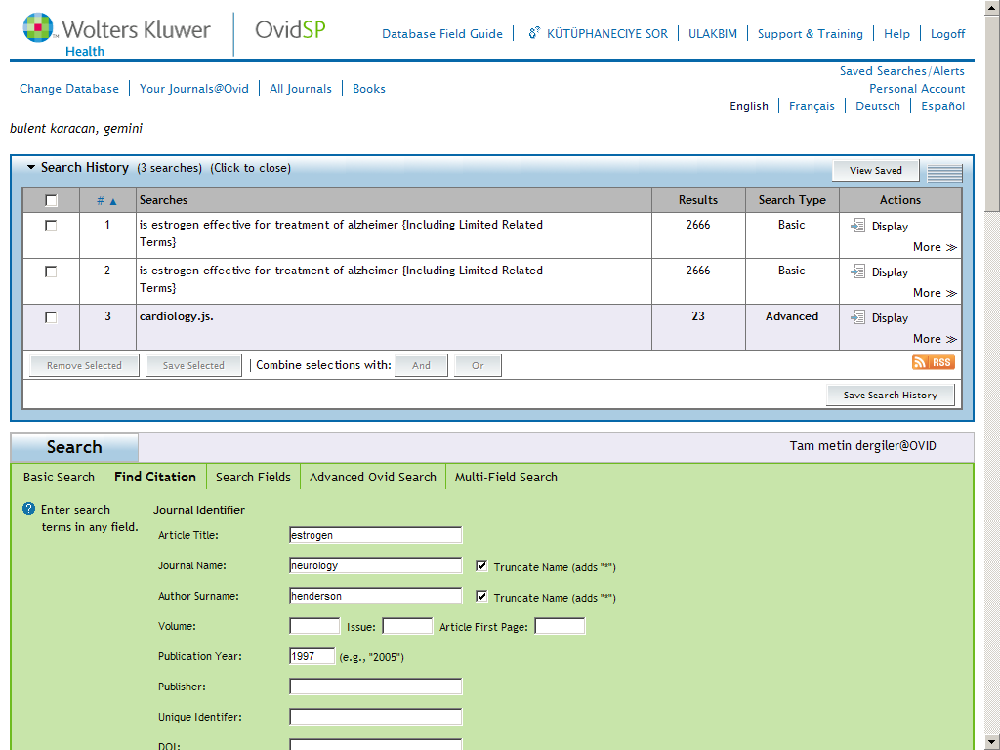 Wolters Kluwer
Health
OvidSP
Database Field Guide
KÜTÜPHANECIYE SOR
ULAKBIM
Support & Training
Help
Logoff
Saved Searches/Alerts
Change Database
Your Journals@Ovid
All Journals
Books
Personal Account
English
Français
Deutsch
Español
bulent karacan, gemini
Search History (3 searches) (Click to close)
View Saved
# ▲ Searches Results Search Type Actions
1 is estrogen effective for treatment of alzheimer {Including Limited Related
Terms}
2666 Basic Display
More ≫
2 is estrogen effective for treatment of alzheimer {Including Limited Related
Terms}
2666 Basic Display
More ≫
3 cardiology.js. 23 Advanced Display
More ≫
Remove Selected
Save Selected
| Combine selections with:
And
Or
RSS
Save Search History
Search
Tam metin dergiler@OVID
Basic Search
Find Citation
Search Fields
Advanced Ovid Search
Multi-Field Search
? Enter search
terms in any field.
Journal Identifier
Article Title: estrogen
Journal Name: neurology Truncate Name (adds "*")
Author Surname: henderson Truncate Name (adds "*")
Volume: Issue: Article First Page:
Publication Year: 1997 (e.g., "2005")
Publisher:
Unique Identifer:
DOI: